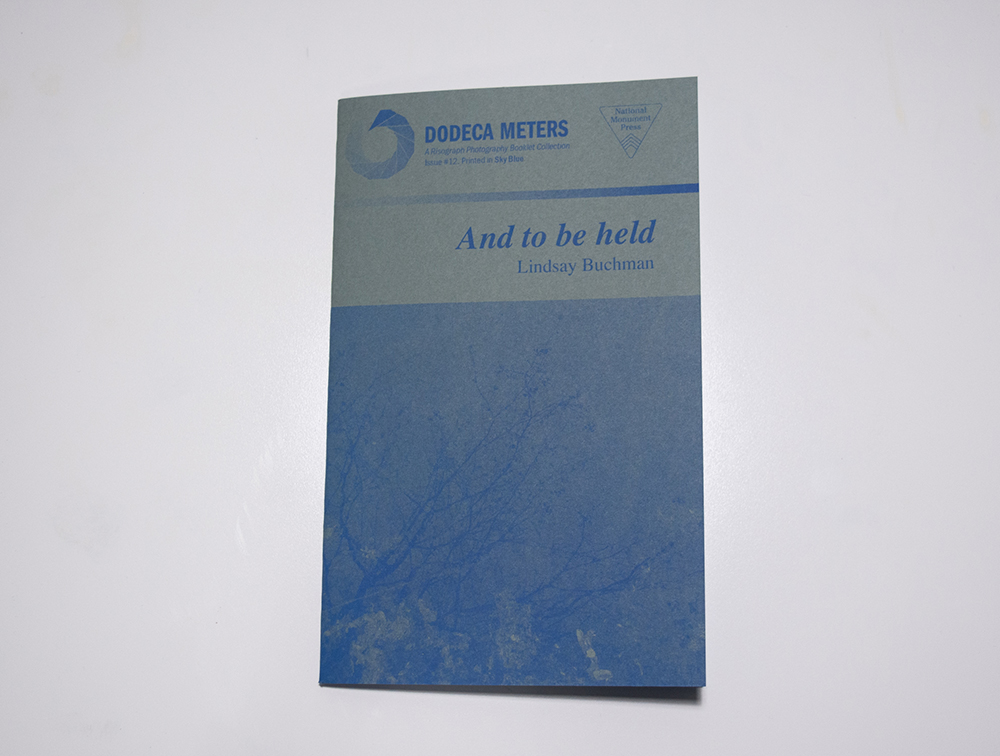 DODECA METERS
A Risograph Photography Booklet Collection
Issue #12. Printed in Sky Blue
National
Monument
Press
And to be held
Lindsay Buchman